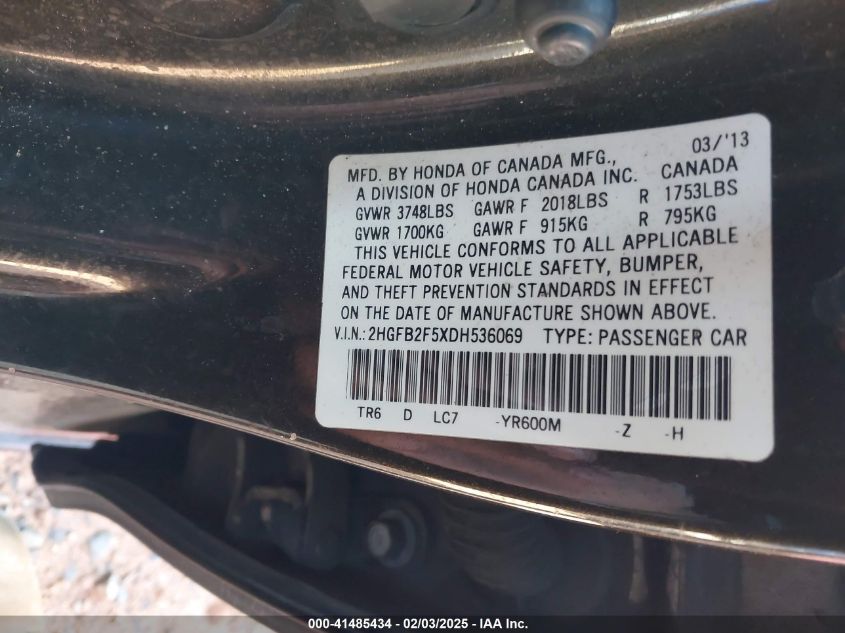 03/'13
MFD. BY HONDA OF CANADA MFG.,
A DIVISION OF HONDA CANADA INC. CANADA
GVWR 3748LBS GAWR F 2018LBS R 1753LBS
GVWR 1700KG GAWR F 915KG R 795KG
THIS VEHICLE CONFORMS TO ALL APPLICABLE
FEDERAL MOTOR VEHICLE SAFETY, BUMPER,
AND THEFT PREVENTION STANDARDS IN EFFECT
ON THE DATE OF MANUFACTURE SHOWN ABOVE.
V.I.N.: 2HGFB2F5XDH536069 TYPE: PASSENGER CAR
TR6 D LC7 -YR600M -Z -H
000-41485434 - 02/03/2025 - IAA Inc.